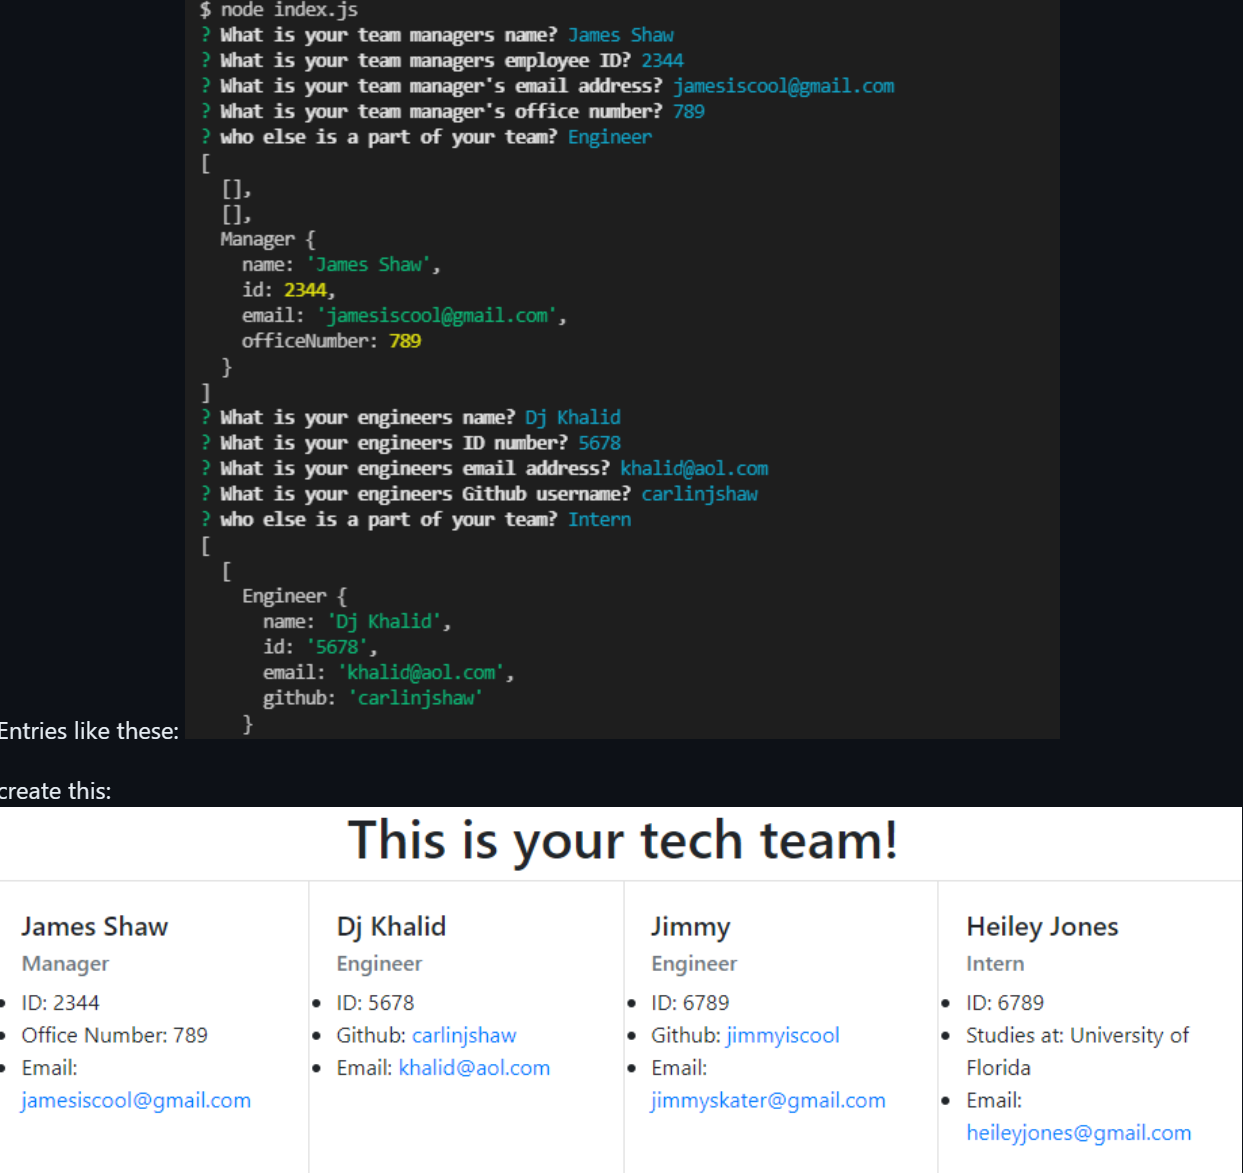 $ node index.js
? What is your team managers name? James Shaw
? What is your team managers employee ID? 2344
? What is your team manager's email address? jamesiscool@gmail.com
? What is your team manager's office number? 789
? who else is a part of your team? Engineer
[
[],
[],
Manager {
name: 'James Shaw',
id: 2344,
email: 'jamesiscool@gmail.com',
officeNumber: 789
}
]
? What is your engineers name? Dj Khalid
? What is your engineers ID number? 5678
? What is your engineers email address? khalid@aol.com
? What is your engineers Github username? carlinjshaw
? who else is a part of your team? Intern
[
[
Engineer {
name: 'Dj Khalid',
id: '5678',
email: 'khalid@aol.com',
github: 'carlinjshaw'
}
Entries like these:
create this:
This is your tech team!
James Shaw
Manager
• ID: 2344
• Office Number: 789
• Email:
jamesiscool@gmail.com
Dj Khalid
Engineer
• ID: 5678
• Github: carlinjshaw
• Email: khalid@aol.com
Jimmy
Engineer
• ID: 6789
• Github: jimmyiscool
• Email:
jimmyskater@gmail.com
Heiley Jones
Intern
• ID: 6789
• Studies at: University of
Florida
• Email:
heileyjones@gmail.com